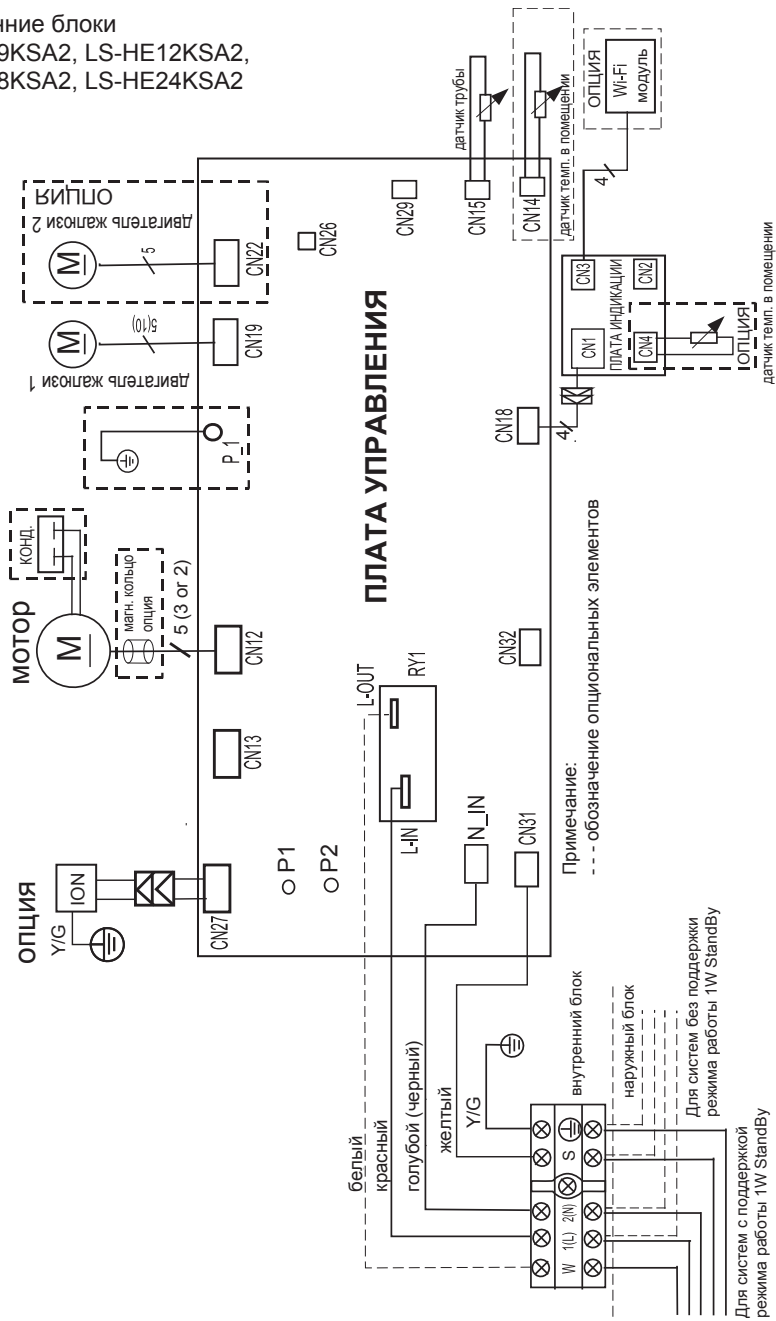 нние блоки
9KSA2, LS-HE12KSA2,
8KSA2, LS-HE24KSA2
ОПЦИЯ
Y/G
ION
CN27
МОТОР
КОНД.
M
магн. кольцо
опция
5 (3 or 2)
CN12
CN13
P_1
двигатель жалюзи 1
M
5(10)
CN19
ОПЦИЯ
двигатель жалюзи 2
M
5
CN22
CN26
CN29
CN15
датчик трубы
CN14
датчик темп. в помещении
ОПЦИЯ
Wi-Fi
модуль
4
CN3
CN2
ПЛАТА ИНДИКАЦИИ
CN1
CN4
ОПЦИЯ
датчик темп. в помещении
CN18
4
ПЛАТА УПРАВЛЕНИЯ
P1
P2
L-OUT
RY1
L-IN
N_IN
CN31
CN32
Примечание:
--- обозначение опциональных элементов
белый
красный
голубой (черный)
желтый
Y/G
W 1(L) 2(N) S
внутренний блок
наружный блок
Для систем без поддержки
режима работы 1W StandBy
Для систем с поддержкой
режима работы 1W StandBy